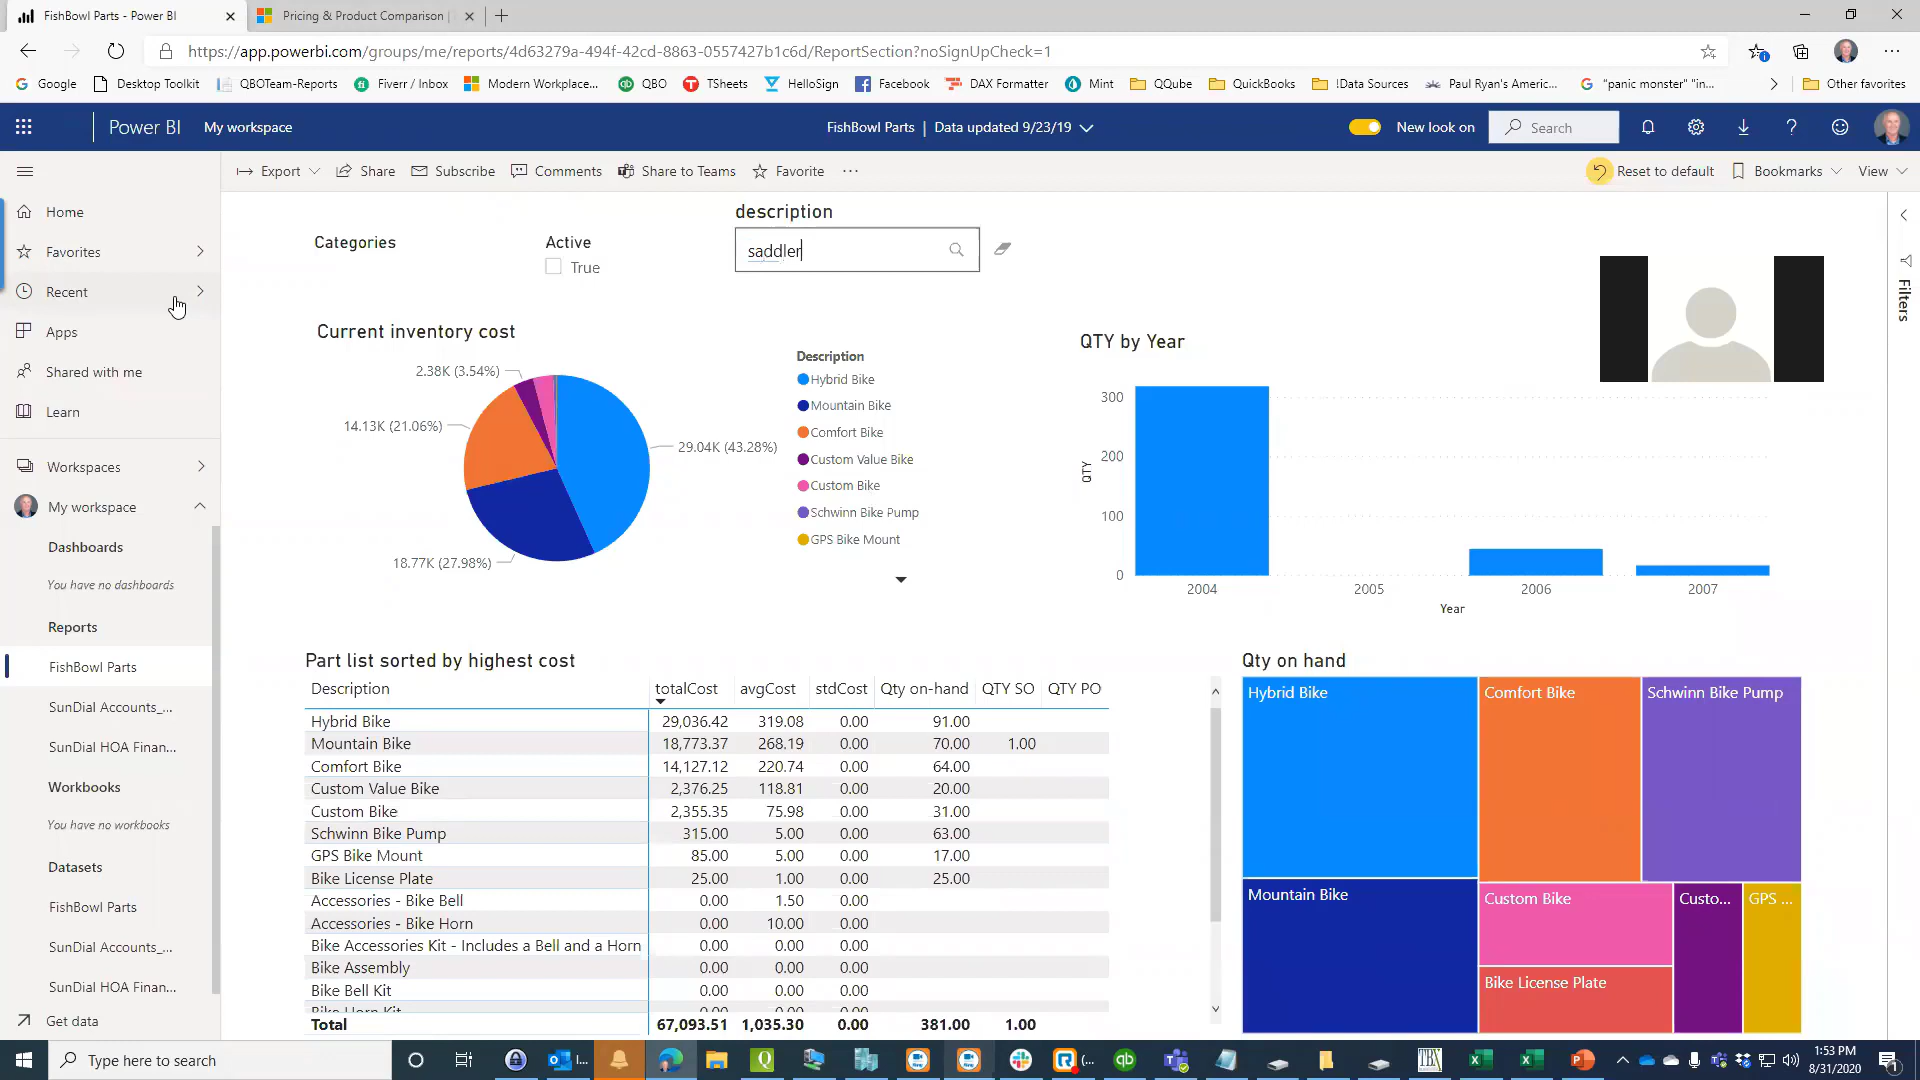 FishBowl Parts - Power BI
Pricing & Product Comparison |
https://app.powerbi.com/groups/me/reports/4d63279a-494f-42cd-8863-0557427b1c6d/ReportSection?noSignUpCheck=1
Google Desktop Toolkit QBOTeam-Reports Fiverr / Inbox Modern Workplace... QBO TSheets HelloSign Facebook DAX Formatter Mint QQube QuickBooks !Data Sources Paul Ryan's Americ... "panic monster" "in... Other favorites
Power BI My workspace FishBowl Parts | Data updated 9/23/19 New look on Search
Export Share Subscribe Comments Share to Teams Favorite ... Reset to default Bookmarks View
Home
Favorites
Recent
Apps
Shared with me
Learn
Workspaces
My workspace
Dashboards
You have no dashboards
Reports
FishBowl Parts
SunDial Accounts_...
SunDial HOA Finan...
Workbooks
You have no workbooks
Datasets
FishBowl Parts
SunDial Accounts_...
SunDial HOA Finan...
Get data
Categories
Active
True
description
saddler
Filters
Current inventory cost
2.38K (3.54%)
14.13K (21.06%)
29.04K (43.28%)
18.77K (27.98%)
Description
Hybrid Bike
Mountain Bike
Comfort Bike
Custom Value Bike
Custom Bike
Schwinn Bike Pump
GPS Bike Mount
QTY by Year
300
200
100
0
QTY
2004 2005 2006 2007
Year
Part list sorted by highest cost
Description totalCost avgCost stdCost Qty on-hand QTY SO QTY PO
Hybrid Bike 29,036.42 319.08 0.00 91.00
Mountain Bike 18,773.37 268.19 0.00 70.00 1.00
Comfort Bike 14,127.12 220.74 0.00 64.00
Custom Value Bike 2,376.25 118.81 0.00 20.00
Custom Bike 2,355.35 75.98 0.00 31.00
Schwinn Bike Pump 315.00 5.00 0.00 63.00
GPS Bike Mount 85.00 5.00 0.00 17.00
Bike License Plate 25.00 1.00 0.00 25.00
Accessories - Bike Bell 0.00 1.50 0.00
Accessories - Bike Horn 0.00 10.00 0.00
Bike Accessories Kit - Includes a Bell and a Horn 0.00 0.00 0.00
Bike Assembly 0.00 0.00 0.00
Bike Bell Kit 0.00 0.00 0.00
Bike Horn Kit
Total 67,093.51 1,035.30 0.00 381.00 1.00
Qty on hand
Hybrid Bike
Comfort Bike
Schwinn Bike Pump
Mountain Bike
Custom Bike
Custo...
GPS ...
Bike License Plate
Type here to search
1:53 PM
8/31/2020